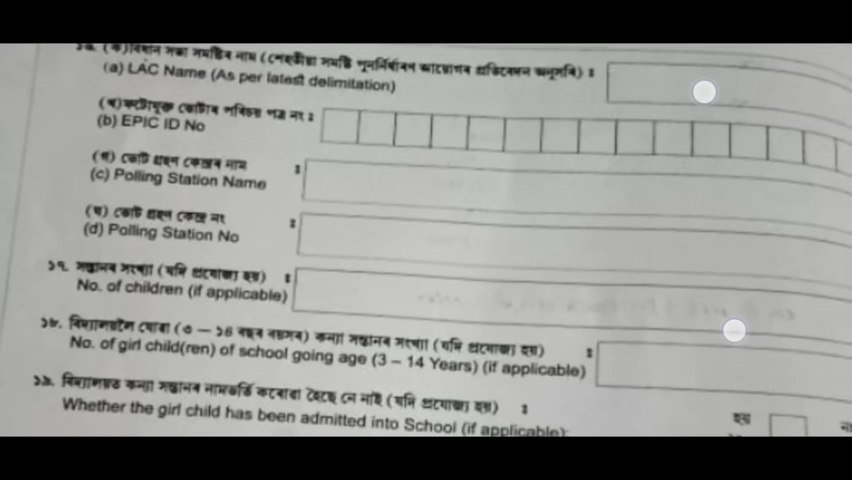 ১৬. (ক) বিধান সভা সমষ্টিৰ নাম (শেহতীয়া সমষ্টি পুনৰ্নিৰ্ধাৰণ আয়োগৰ প্ৰতিবেদন অনুসৰি) :
(a) LAC Name (As per latest delimitation)
(খ) ফটোযুক্ত ভোটাৰ পৰিচয় পত্ৰ নং :
(b) EPIC ID No
(গ) ভোট গ্ৰহণ কেন্দ্ৰৰ নাম :
(c) Polling Station Name
(ঘ) ভোট গ্ৰহণ কেন্দ্ৰ নং :
(d) Polling Station No
১৭. সন্তানৰ সংখ্যা (যদি প্ৰযোজ্য হয়) :
No. of children (if applicable)
১৮. বিদ্যালয়লৈ যোৱা (৩ – ১৪ বছৰ বয়সৰ) কন্যা সন্তানৰ সংখ্যা (যদি প্ৰযোজ্য হয়) :
No. of girl child(ren) of school going age (3 – 14 Years) (if applicable)
১৯. বিদ্যালয়ত কন্যা সন্তানৰ নামভৰ্তি কৰোৱা হৈছে নে নাই (যদি প্ৰযোজ্য হয়) :
Whether the girl child has been admitted into School (if applicable): হয়